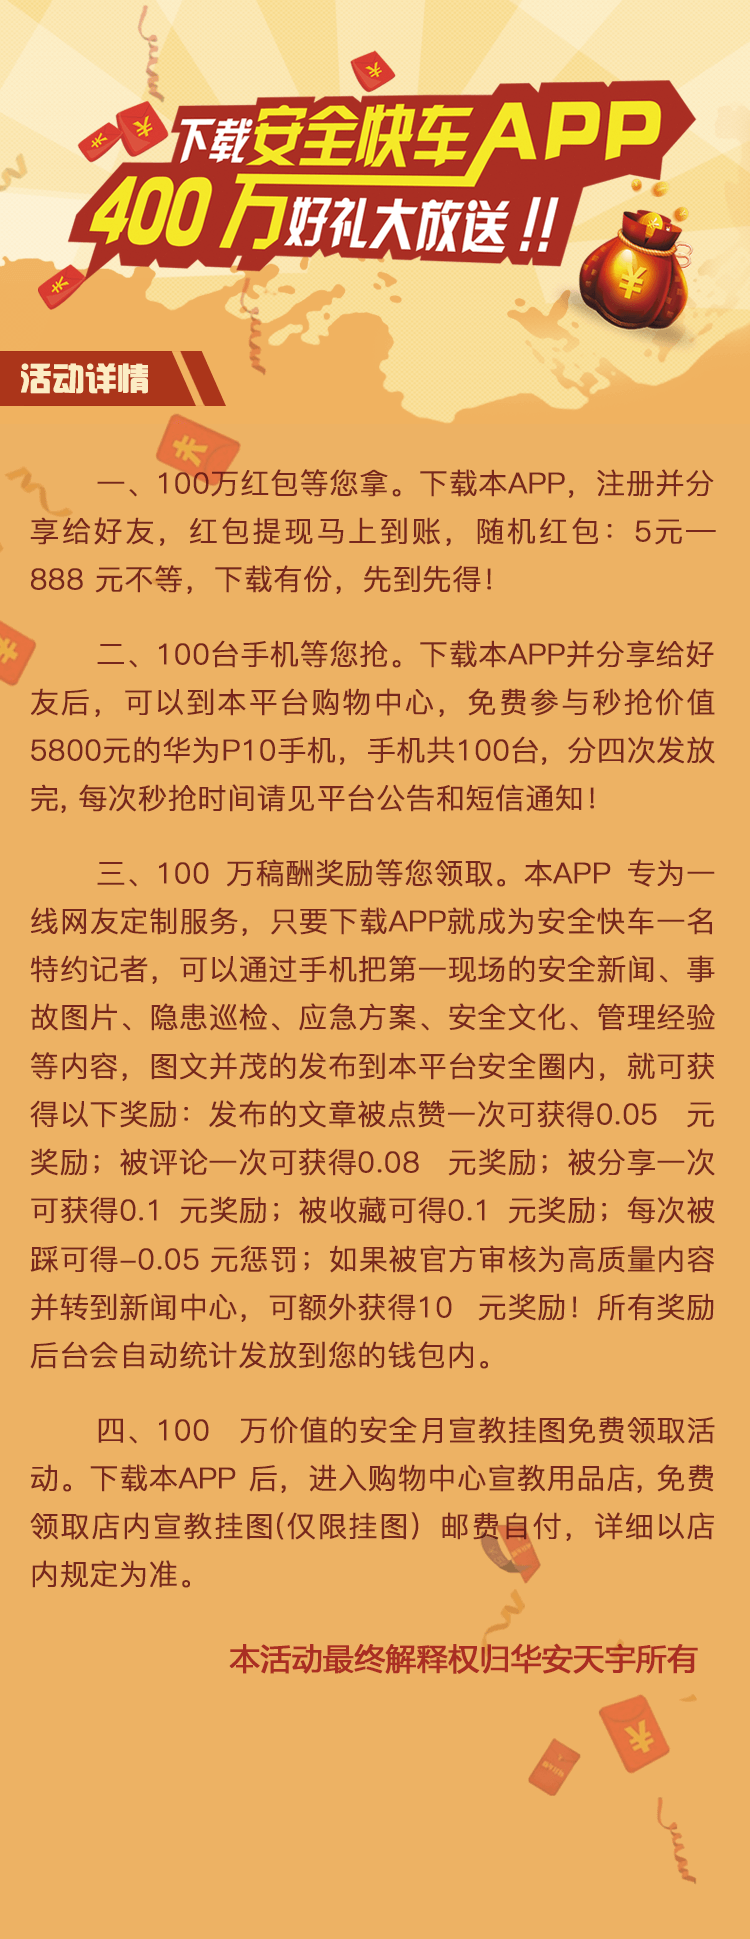 下载安全快车APP
400万好礼大放送!!
活动详情
一、100万红包等您拿。下载本APP，注册并分
享给好友，红包提现马上到账，随机红包：5元—
888 元不等，下载有份，先到先得！
二、100台手机等您抢。下载本APP并分享给好
友后，可以到本平台购物中心，免费参与秒抢价值
5800元的华为P10手机，手机共100台，分四次发放
完，每次秒抢时间请见平台公告和短信通知！
三、100 万稿酬奖励等您领取。本APP 专为一
线网友定制服务，只要下载APP就成为安全快车一名
特约记者，可以通过手机把第一现场的安全新闻、事
故图片、隐患巡检、应急方案、安全文化、管理经验
等内容，图文并茂的发布到本平台安全圈内，就可获
得以下奖励：发布的文章被点赞一次可获得0.05 元
奖励；被评论一次可获得0.08 元奖励；被分享一次
可获得0.1 元奖励；被收藏可得0.1 元奖励；每次被
踩可得-0.05 元惩罚；如果被官方审核为高质量内容
并转到新闻中心，可额外获得10 元奖励！所有奖励
后台会自动统计发放到您的钱包内。
四、100 万价值的安全月宣教挂图免费领取活
动。下载本APP 后，进入购物中心宣教用品店，免费
领取店内宣教挂图(仅限挂图) 邮费自付，详细以店
内规定为准。
本活动最终解释权归华安天宇所有